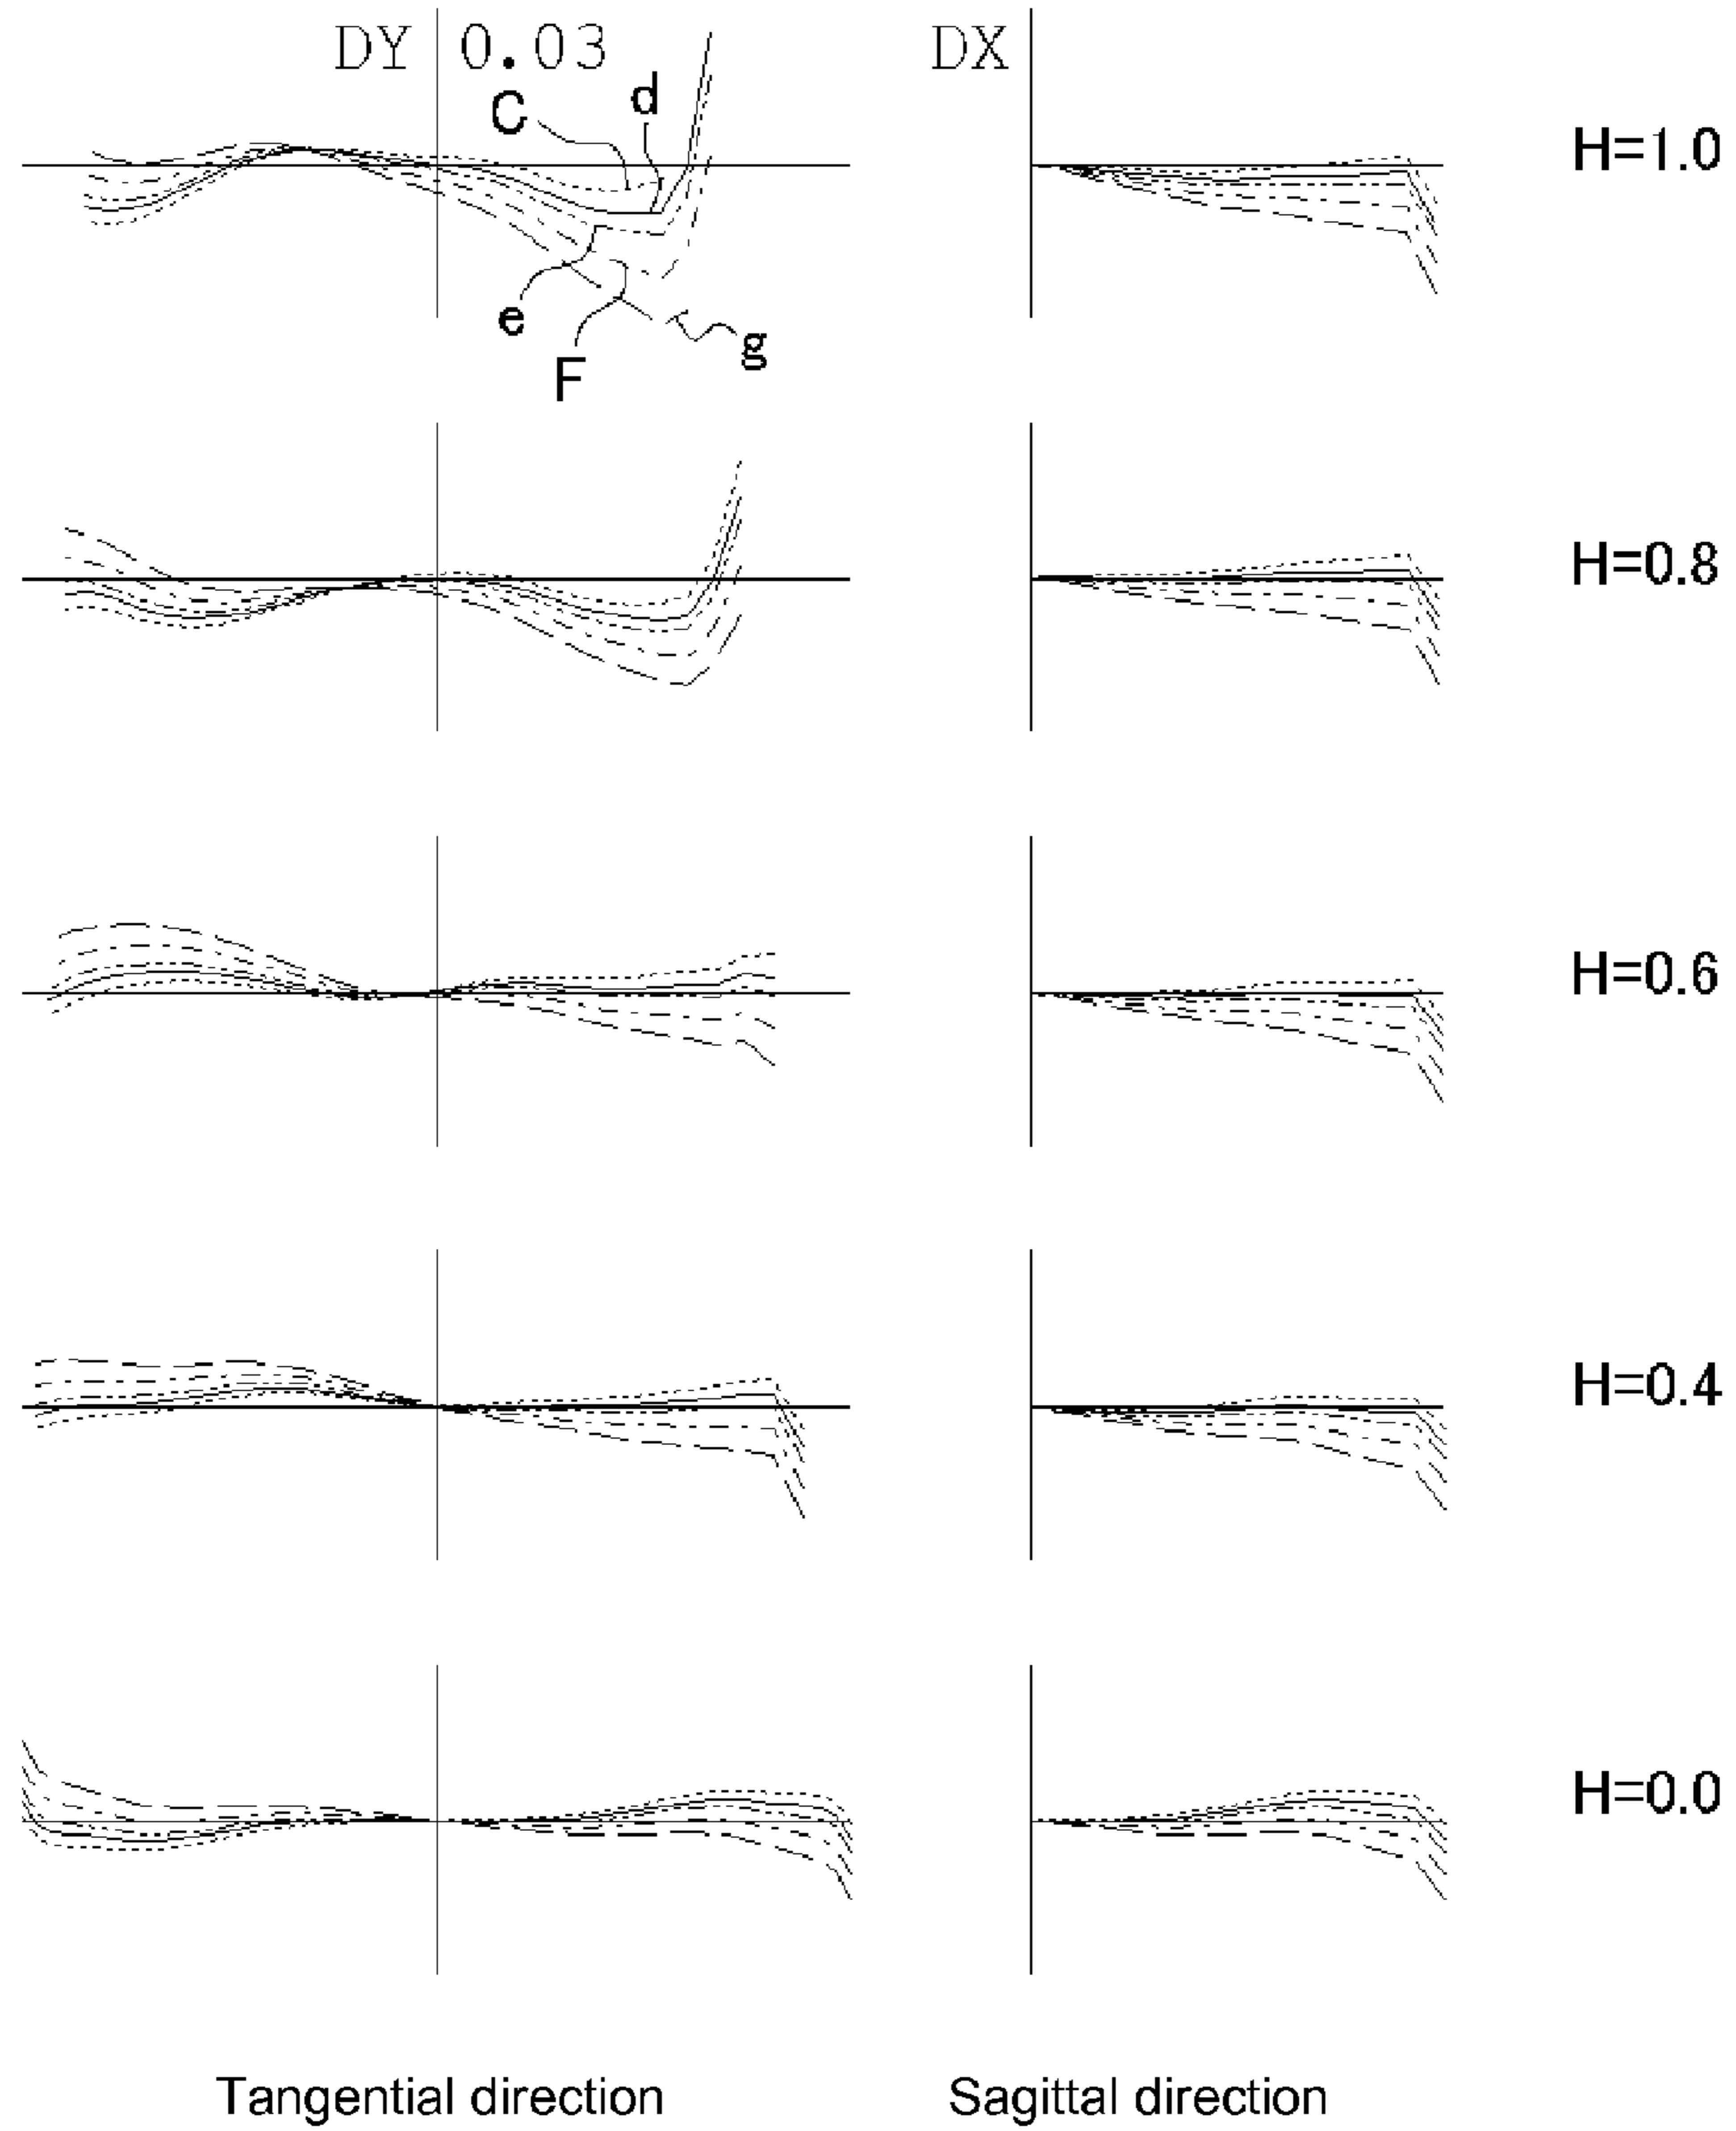 DY 0.03
DX
C
d
e
F
g
H=1.0
H=0.8
H=0.6
H=0.4
H=0.0
Tangential direction
Sagittal direction